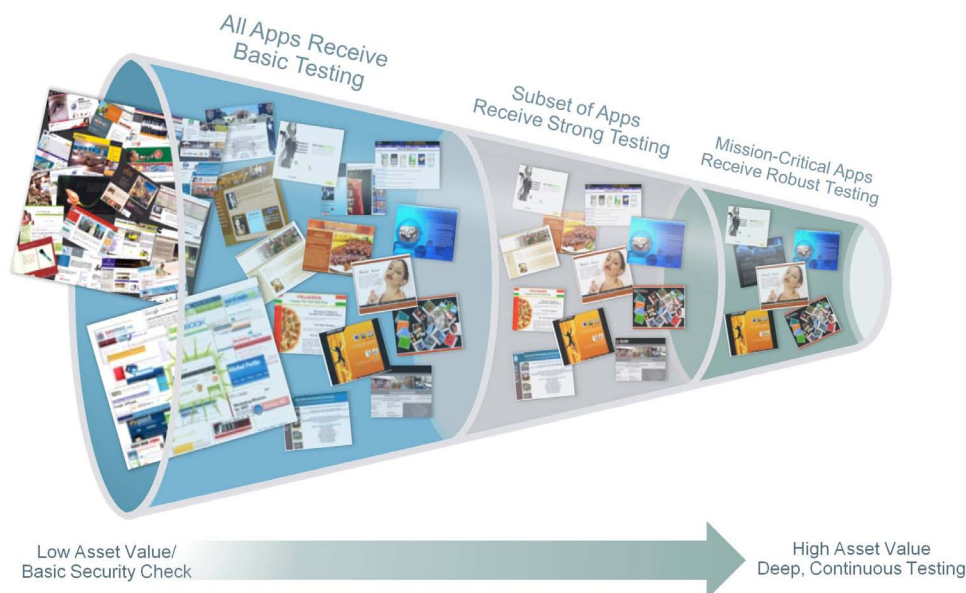 All Apps Receive
Basic Testing
Subset of Apps
Receive Strong Testing
Mission-Critical Apps
Receive Robust Testing
Low Asset Value/
Basic Security Check
High Asset Value
Deep, Continuous Testing